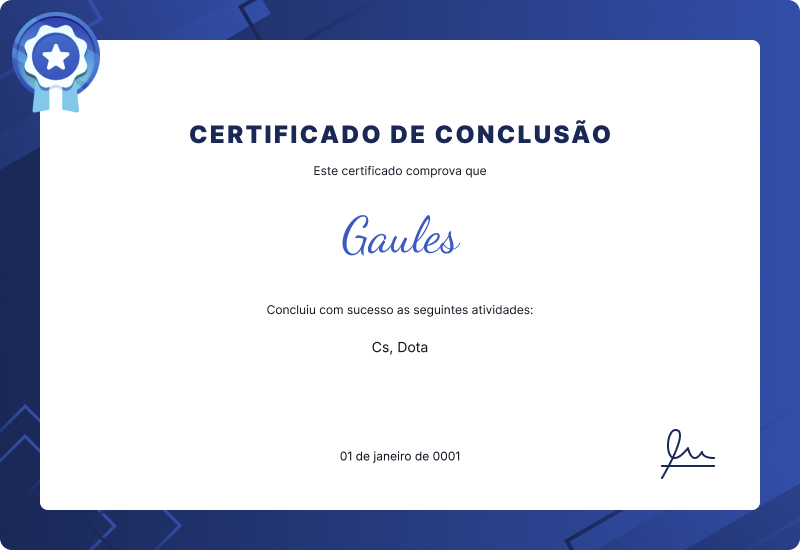 CERTIFICADO DE CONCLUSÃO
Este certificado comprova que
Gaules
Concluiu com sucesso as seguintes atividades:
Cs, Dota
01 de janeiro de 0001